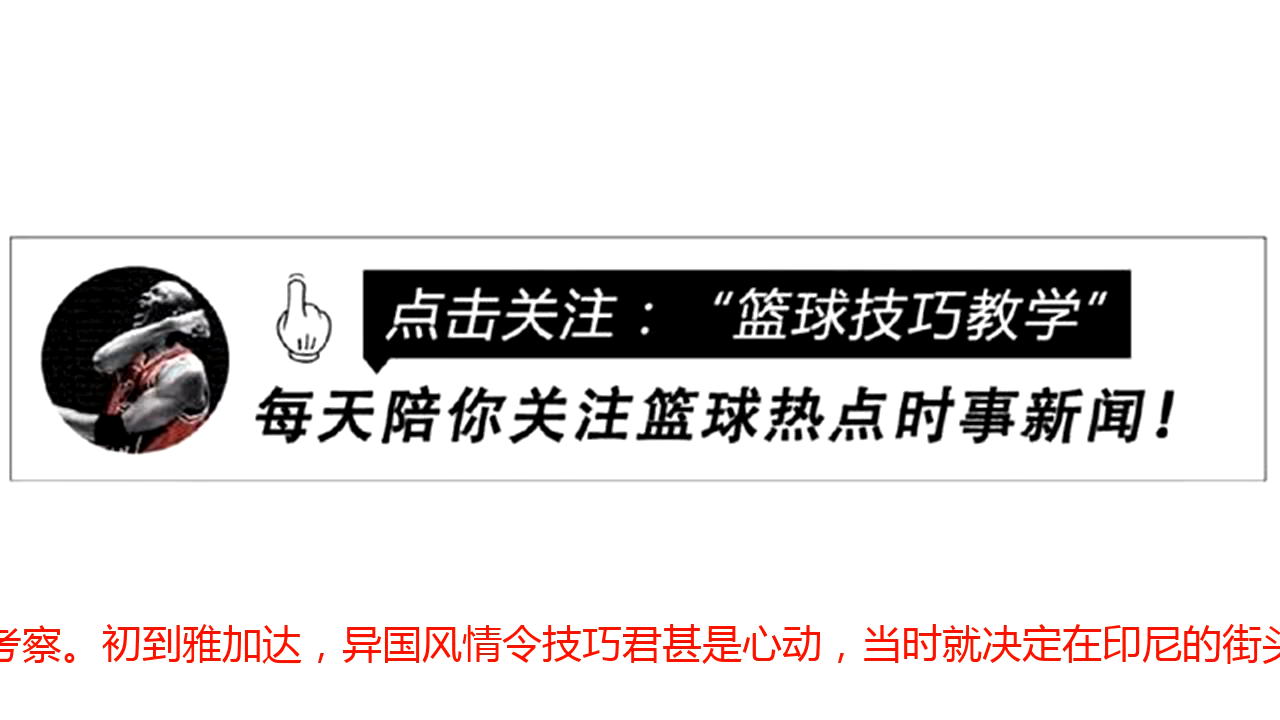 点击关注：“篮球技巧教学”
每天陪你关注篮球热点时事新闻！
考察。初到雅加达，异国风情令技巧君甚是心动，当时就决定在印尼的街头